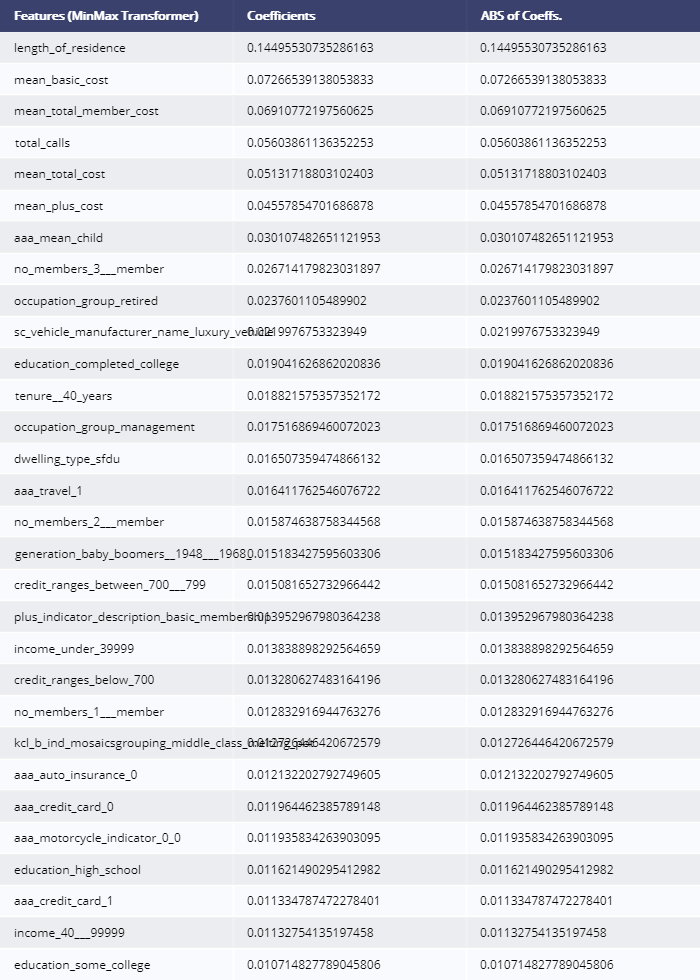 Features (MinMax Transformer) Coefficients ABS of Coeffs.
length_of_residence 0.14495530735286163 0.14495530735286163
mean_basic_cost 0.07266539138053833 0.07266539138053833
mean_total_member_cost 0.06910772197560625 0.06910772197560625
total_calls 0.05603861136352253 0.05603861136352253
mean_total_cost 0.05131718803102403 0.05131718803102403
mean_plus_cost 0.04557854701686878 0.04557854701686878
aaa_mean_child 0.030107482651121953 0.030107482651121953
no_members_3___member 0.026714179823031897 0.026714179823031897
occupation_group_retired 0.0237601105489902 0.0237601105489902
sc_vehicle_manufacturer_name_luxury_vehicle 0.0219976753323949 0.0219976753323949
education_completed_college 0.019041626862020836 0.019041626862020836
tenure__40_years 0.018821575357352172 0.018821575357352172
occupation_group_management 0.017516869460072023 0.017516869460072023
dwelling_type_sfdu 0.016507359474866132 0.016507359474866132
aaa_travel_1 0.016411762546076722 0.016411762546076722
no_members_2___member 0.015874638758344568 0.015874638758344568
generation_baby_boomers__1948___1968_ 0.015183427595603306 0.015183427595603306
credit_ranges_between_700___799 0.015081652732966442 0.015081652732966442
plus_indicator_description_basic_membership 0.013952967980364238 0.013952967980364238
income_under_39999 0.013838898292564659 0.013838898292564659
credit_ranges_below_700 0.013280627483164196 0.013280627483164196
no_members_1___member 0.012832916944763276 0.012832916944763276
kcl_b_ind_mosaicsgrouping_middle_class_melting_pot 0.012726446420672579 0.012726446420672579
aaa_auto_insurance_0 0.012132202792749605 0.012132202792749605
aaa_credit_card_0 0.011964462385789148 0.011964462385789148
aaa_motorcycle_indicator_0_0 0.011935834263903095 0.011935834263903095
education_high_school 0.011621490295412982 0.011621490295412982
aaa_credit_card_1 0.011334787472278401 0.011334787472278401
income_40___99999 0.01132754135197458 0.01132754135197458
education_some_college 0.010714827789045806 0.010714827789045806